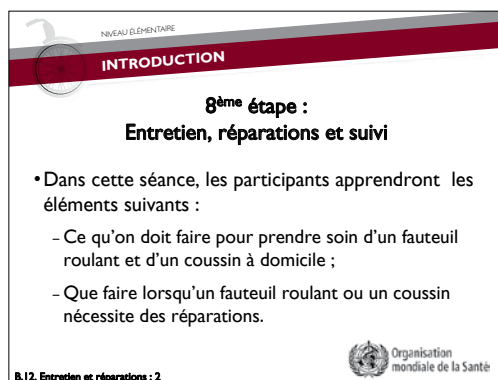 NIVEAU ÉLÉMENTAIRE
INTRODUCTION
8ème étape :
Entretien, réparations et suivi
• Dans cette séance, les participants apprendront les
éléments suivants :
– Ce qu'on doit faire pour prendre soin d'un fauteuil
roulant et d'un coussin à domicile ;
– Que faire lorsqu'un fauteuil roulant ou un coussin
nécessite des réparations.
Organisation
mondiale de la Santé
B.12. Entretien et réparations : 2